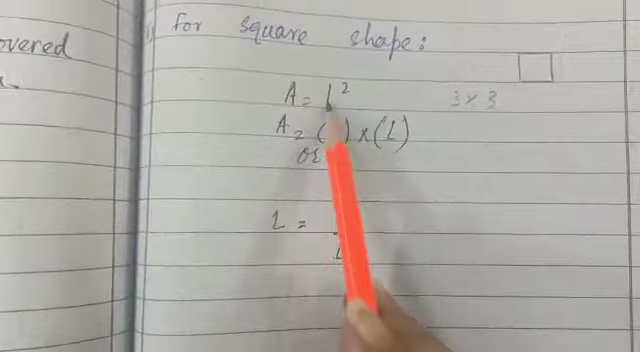 overed
for square shape:
A = L²
3 × 3
A = ( ) × (L)
or
L =